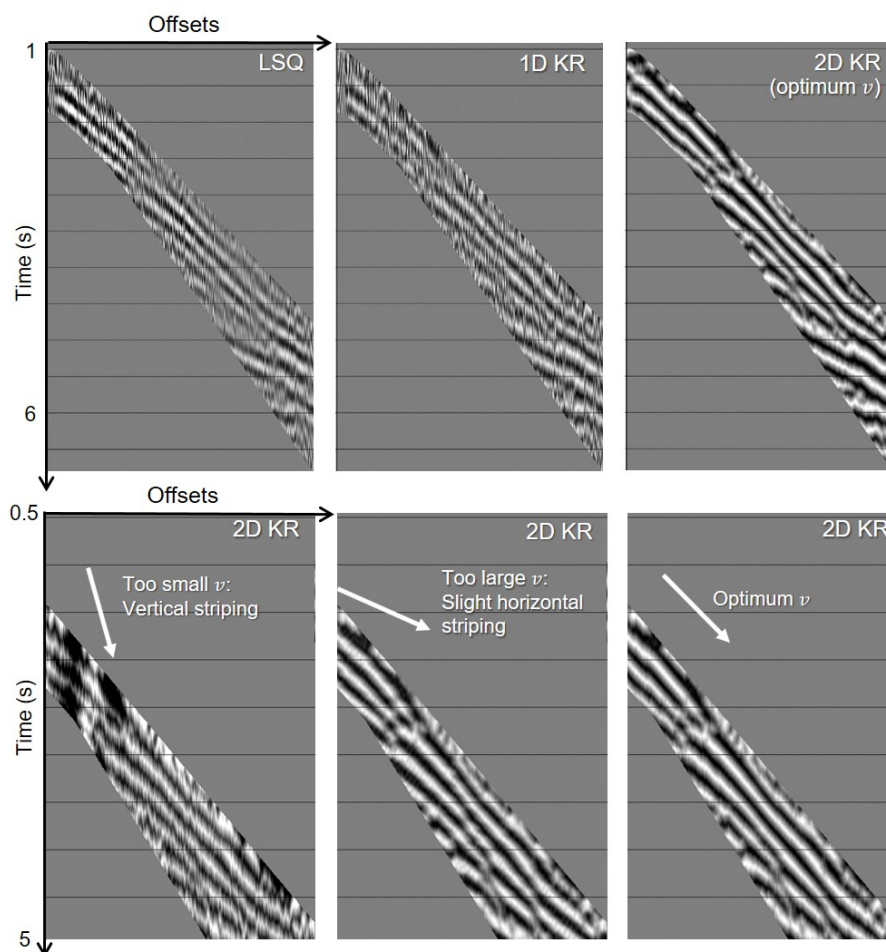 Offsets
1
LSQ
1D KR
2D KR
(optimum v)
Time (s)
6
Offsets
0.5
2D KR
2D KR
2D KR
Too small v:
Vertical striping
Too large v:
Slight horizontal
striping
Optimum v
Time (s)
5